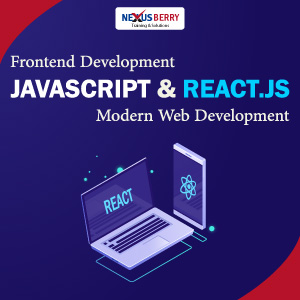 NEXUSBERRY
Training & Solutions
Frontend Development
JAVASCRIPT & REACT.JS
Modern Web Development
REACT